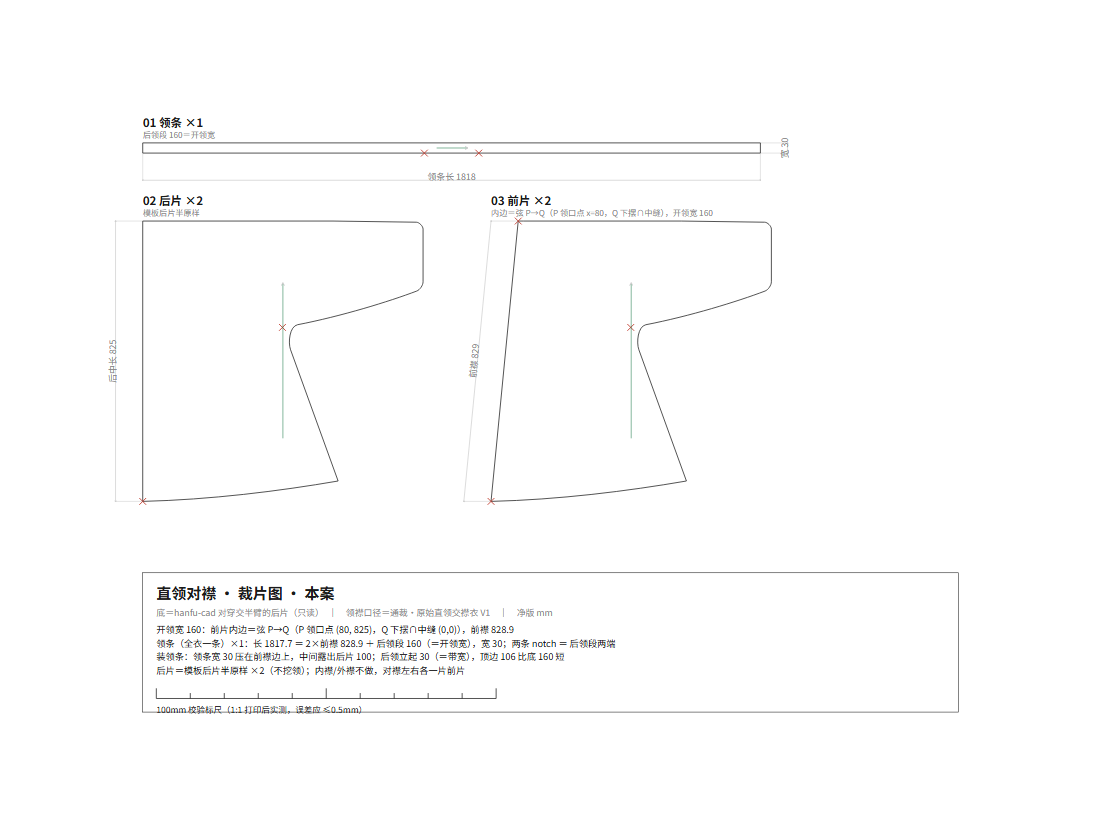 01 领条 ×1
后领段 160＝开领宽
宽 30
领条长 1818
02 后片 ×2
模板后片半原样
03 前片 ×2
内边＝弦 P→Q（P 领口点 x=80，Q 下摆∩中缝），开领宽 160
后中长 825
前襟 829
直领对襟 · 裁片图 · 本案
底＝hanfu-cad 对穿交半臂的后片（只读） ｜ 领襟口径＝通裁·原始直领交襟衣 V1 ｜ 净版 mm
开领宽 160：前片内边＝弦 P→Q（P 领口点 (80, 825)，Q 下摆∩中缝 (0,0)），前襟 828.9
领条（全衣一条）×1：长 1817.7 ＝ 2×前襟 828.9 ＋ 后领段 160（＝开领宽），宽 30；两条 notch ＝ 后领段两端
装领条：领条宽 30 压在前襟边上，中间露出后片 100；后领立起 30（＝带宽），顶边 106 比底 160 短
后片＝模板后片半原样 ×2（不挖领）；内襟/外襟不做，对襟左右各一片前片
100mm 校验标尺（1:1 打印后实测，误差应 ≤0.5mm）